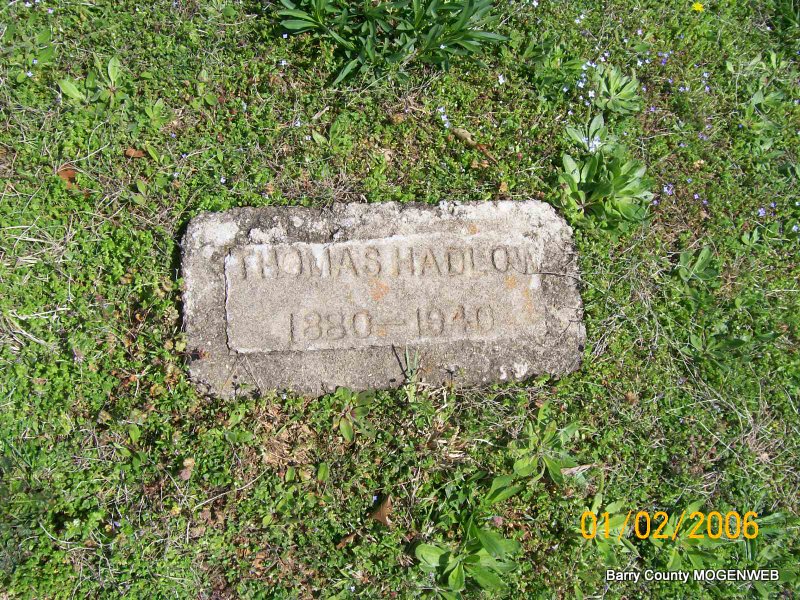 THOMAS HADLOW
1880-1940
01/02/2006
Barry County MOGENWEB